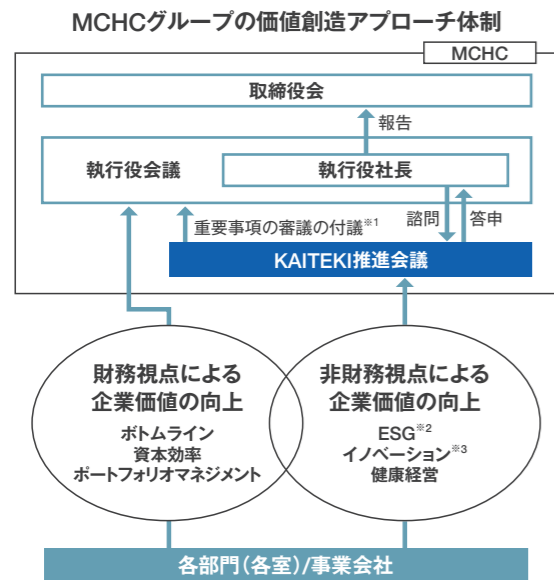 MCHCグループの価値創造アプローチ体制
MCHC
取締役会
報告
執行役会議
執行役社長
重要事項の審議の付議※1
諮問
答申
KAITEKI推進会議
財務視点による
企業価値の向上
ボトムライン
資本効率
ポートフォリオマネジメント
非財務視点による
企業価値の向上
ESG※2
イノベーション※3
健康経営
各部門(各室)/事業会社